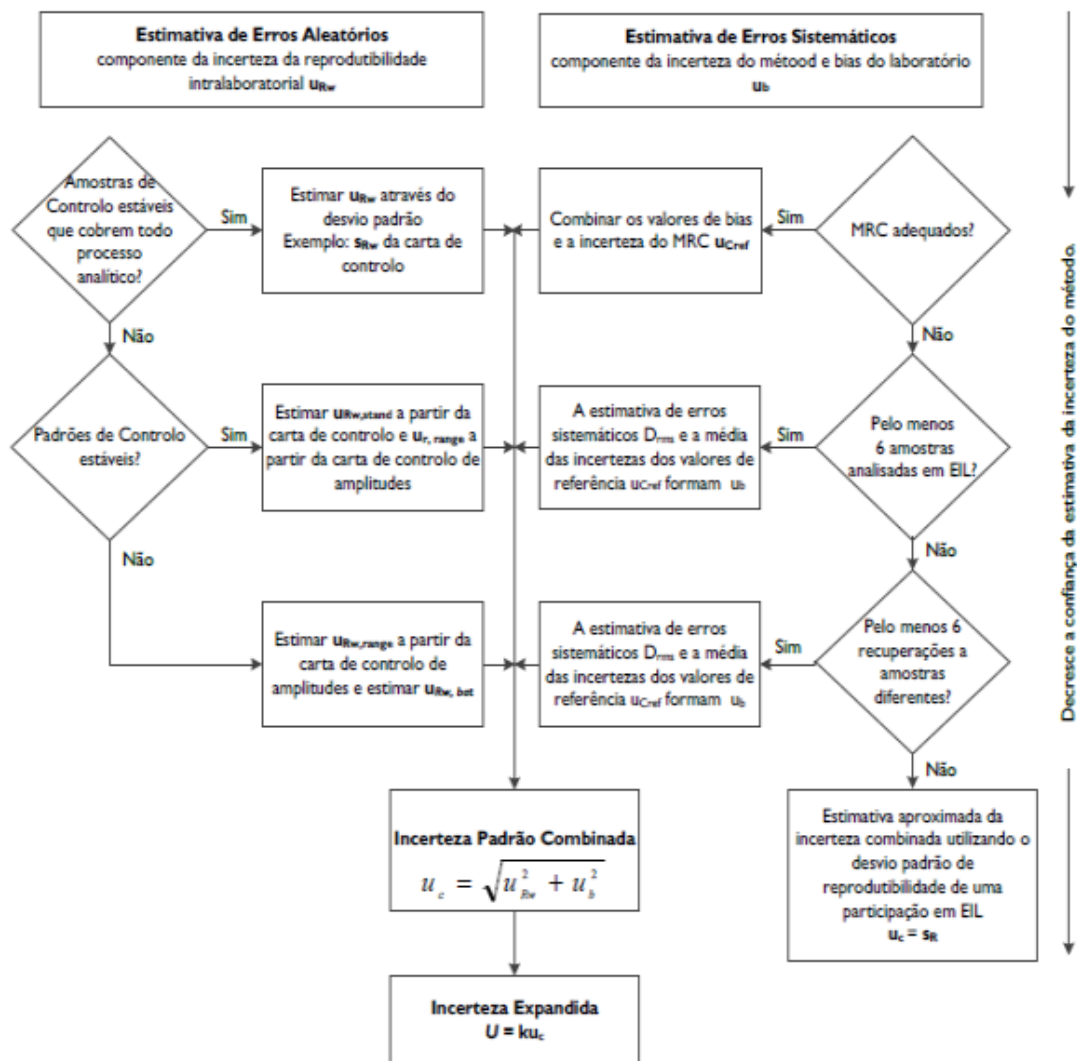 Estimativa de Erros Aleatórios
componente da incerteza da reprodutibilidade
intralaboratorial uRw
Estimativa de Erros Sistemáticos
componente da incerteza do métood e bias do laboratório
ub
Amostras de
Controlo estáveis
que cobrem todo
processo
analítico?
Sim
Estimar uRw através do
desvio padrão
Exemplo: sRw da carta de
controlo
Combinar os valores de bias
e a incerteza do MRC uCref
Sim
MRC adequados?
Não
Não
Padrões de Controlo
estáveis?
Sim
Estimar uRw,stand a partir da
carta de controlo e ur, range a
partir da carta de controlo de
amplitudes
A estimativa de erros
sistemáticos Drms e a média
das incertezas dos valores de
referência uCref formam ub
Sim
Pelo menos
6 amostras
analisadas em EIL?
Não
Não
Estimar uRw,range a partir da
carta de controlo de
amplitudes e estimar uRw, bat
A estimativa de erros
sistemáticos Drms e a média
das incertezas dos valores de
referência uCref formam ub
Sim
Pelo menos 6
recuperações a
amostras
diferentes?
Não
Incerteza Padrão Combinada
u_c = √(u²_Rw + u²_b)
Estimativa aproximada da
incerteza combinada utilizando o
desvio padrão de
reprodutibilidade de uma
participação em EIL
uc = sR
Incerteza Expandida
U = kuc
Decresce a confiança da estimativa da incerteza do método.